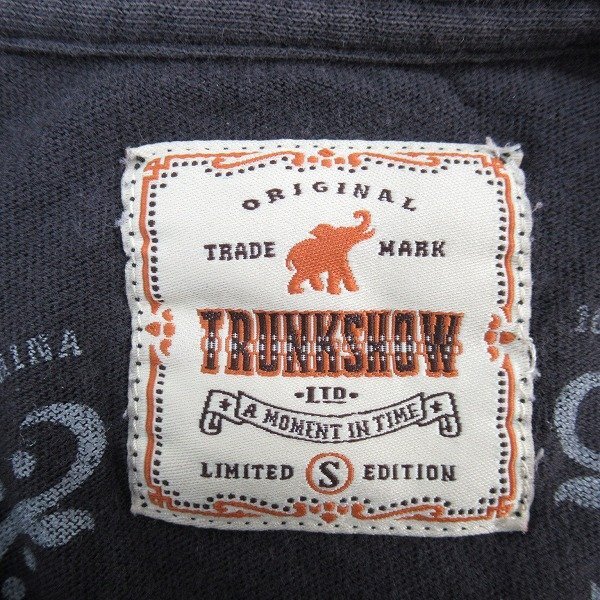 ORIGINAL
TRADE MARK
TRUNKSHOW
-LTD-
A MOMENT IN TIME
LIMITED S EDITION